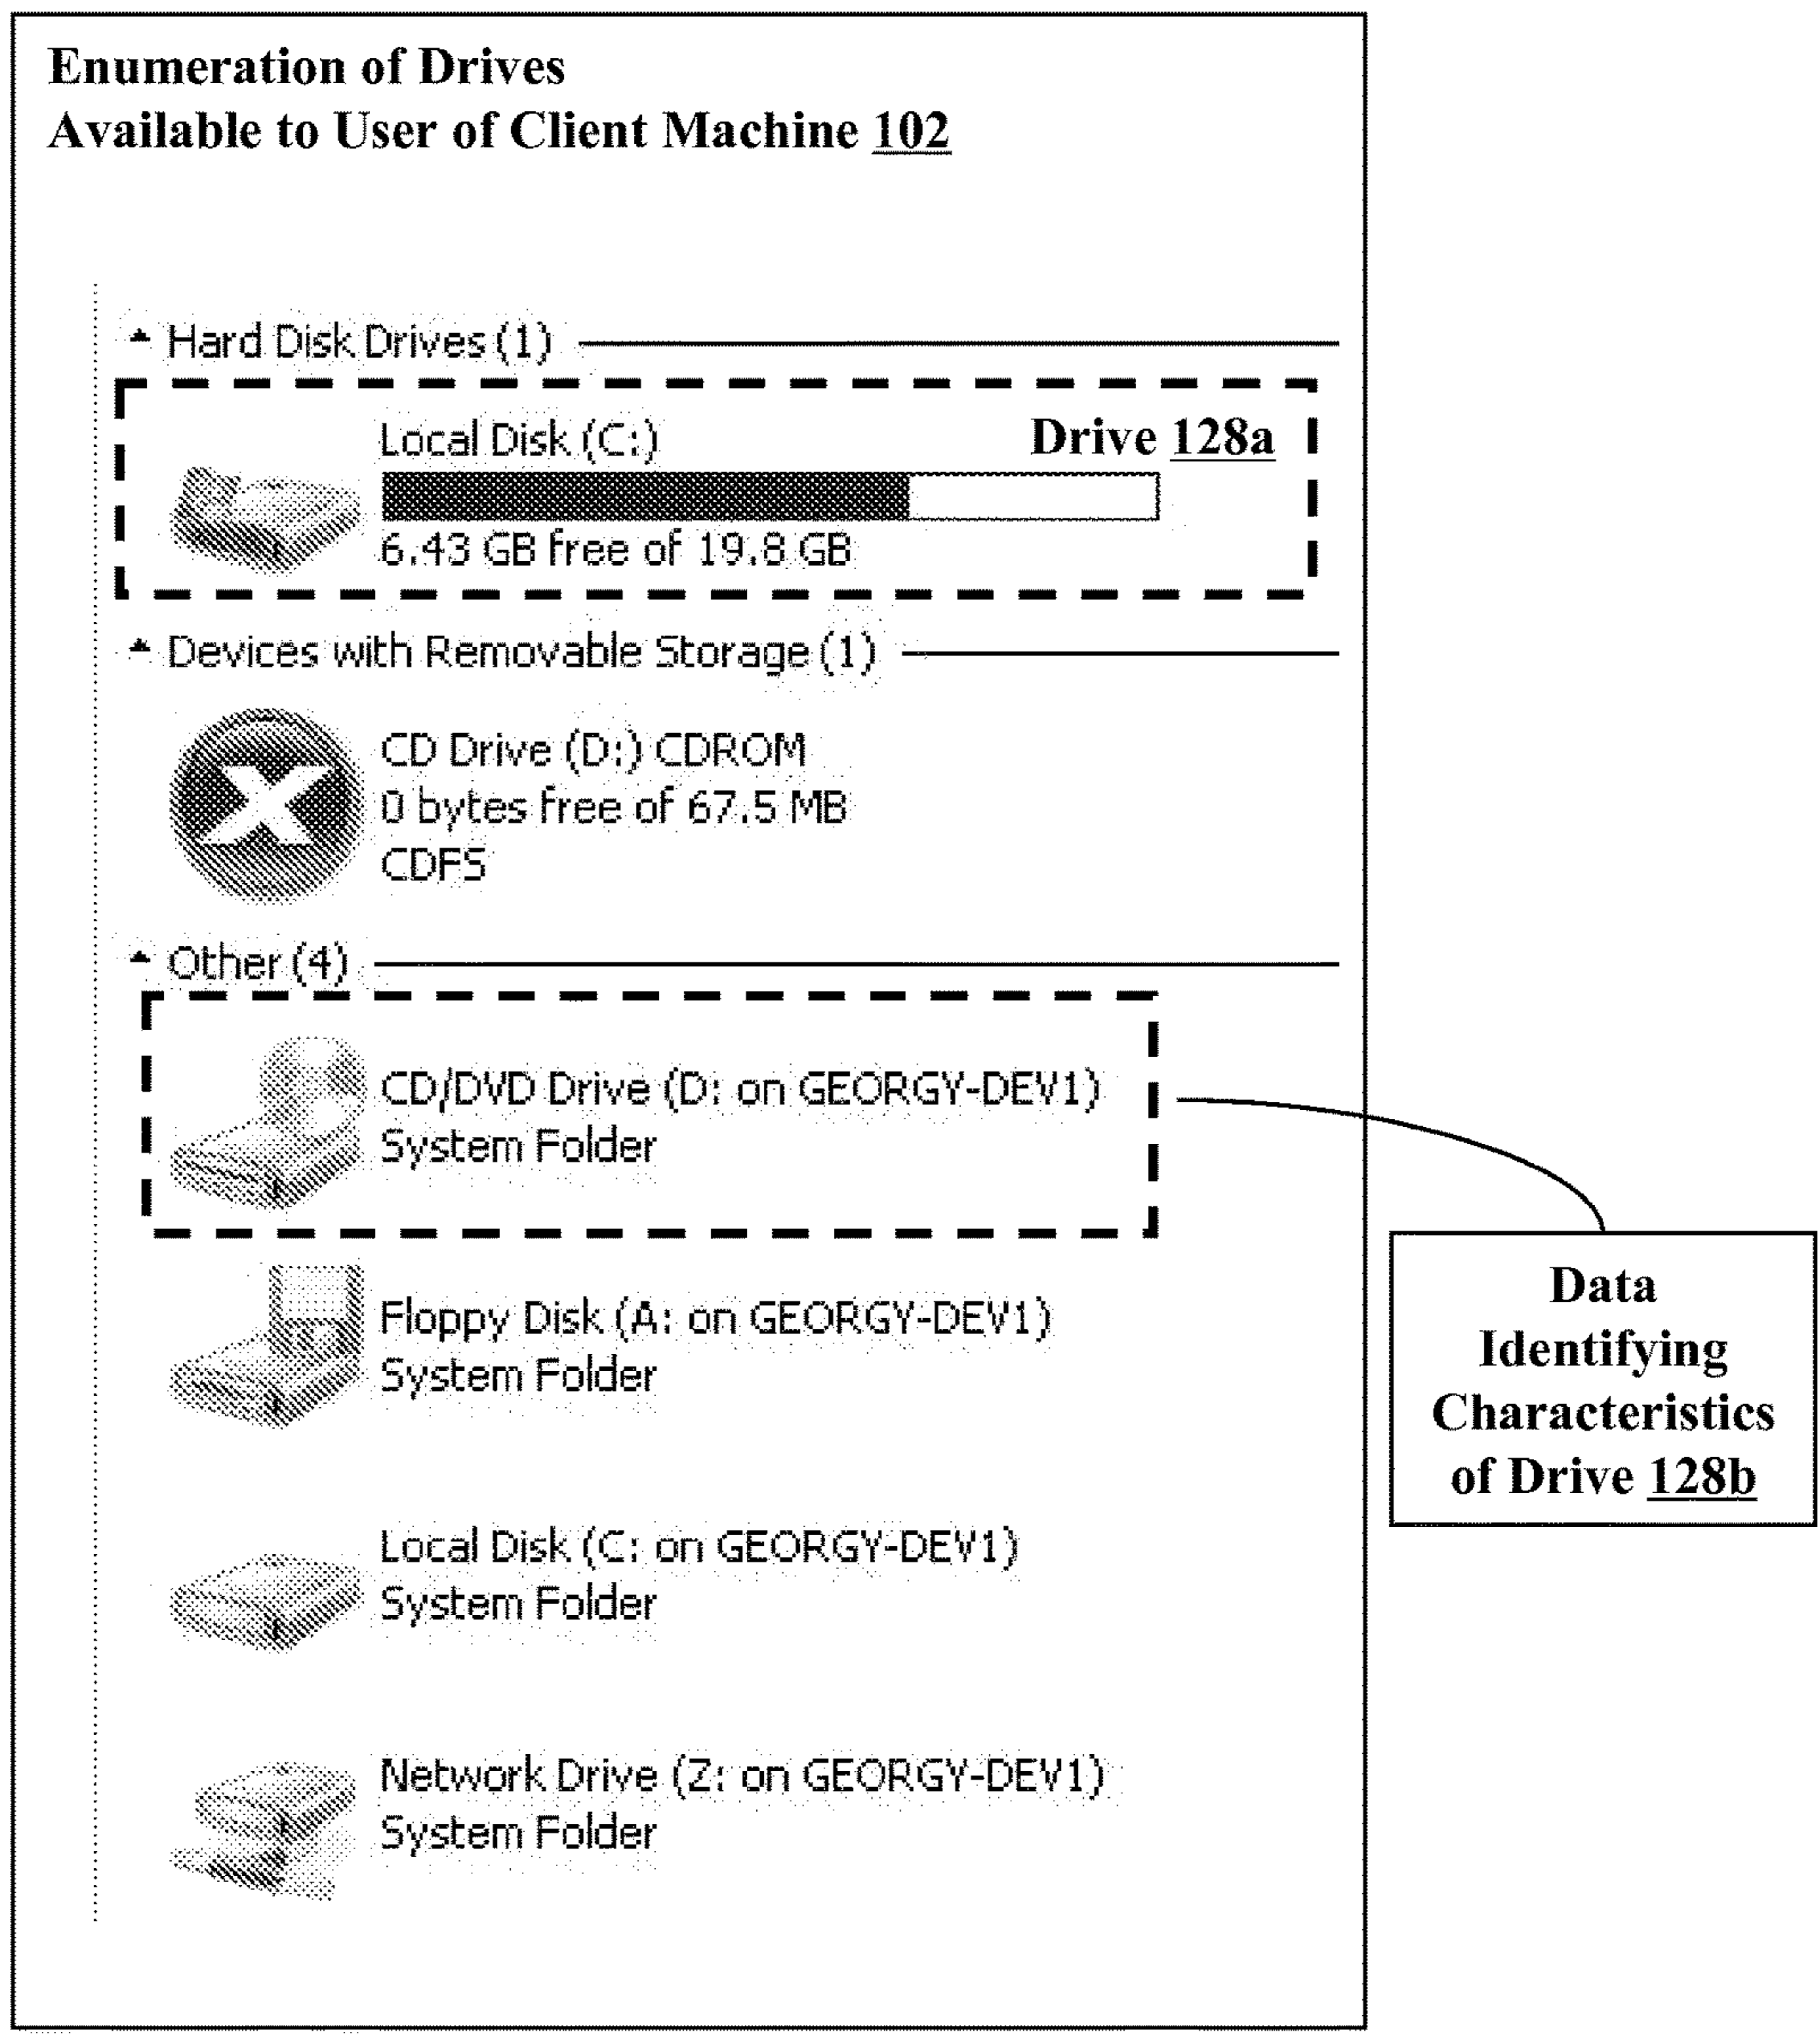 Enumeration of Drives
Available to User of Client Machine 102
Hard Disk Drives (1)
Local Disk (C:)
Drive 128a
6.43 GB free of 19.8 GB
Devices with Removable Storage (1)
CD Drive (D:) CDROM
0 bytes free of 67.5 MB
CDFS
Other (4)
CD/DVD Drive (D: on GEORGY-DEV1)
System Folder
Floppy Disk (A: on GEORGY-DEV1)
System Folder
Local Disk (C: on GEORGY-DEV1)
System Folder
Network Drive (Z: on GEORGY-DEV1)
System Folder
Data
Identifying
Characteristics
of Drive 128b